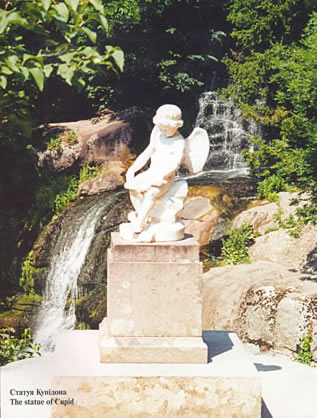 Статуя Купідона
The statue of Cupid